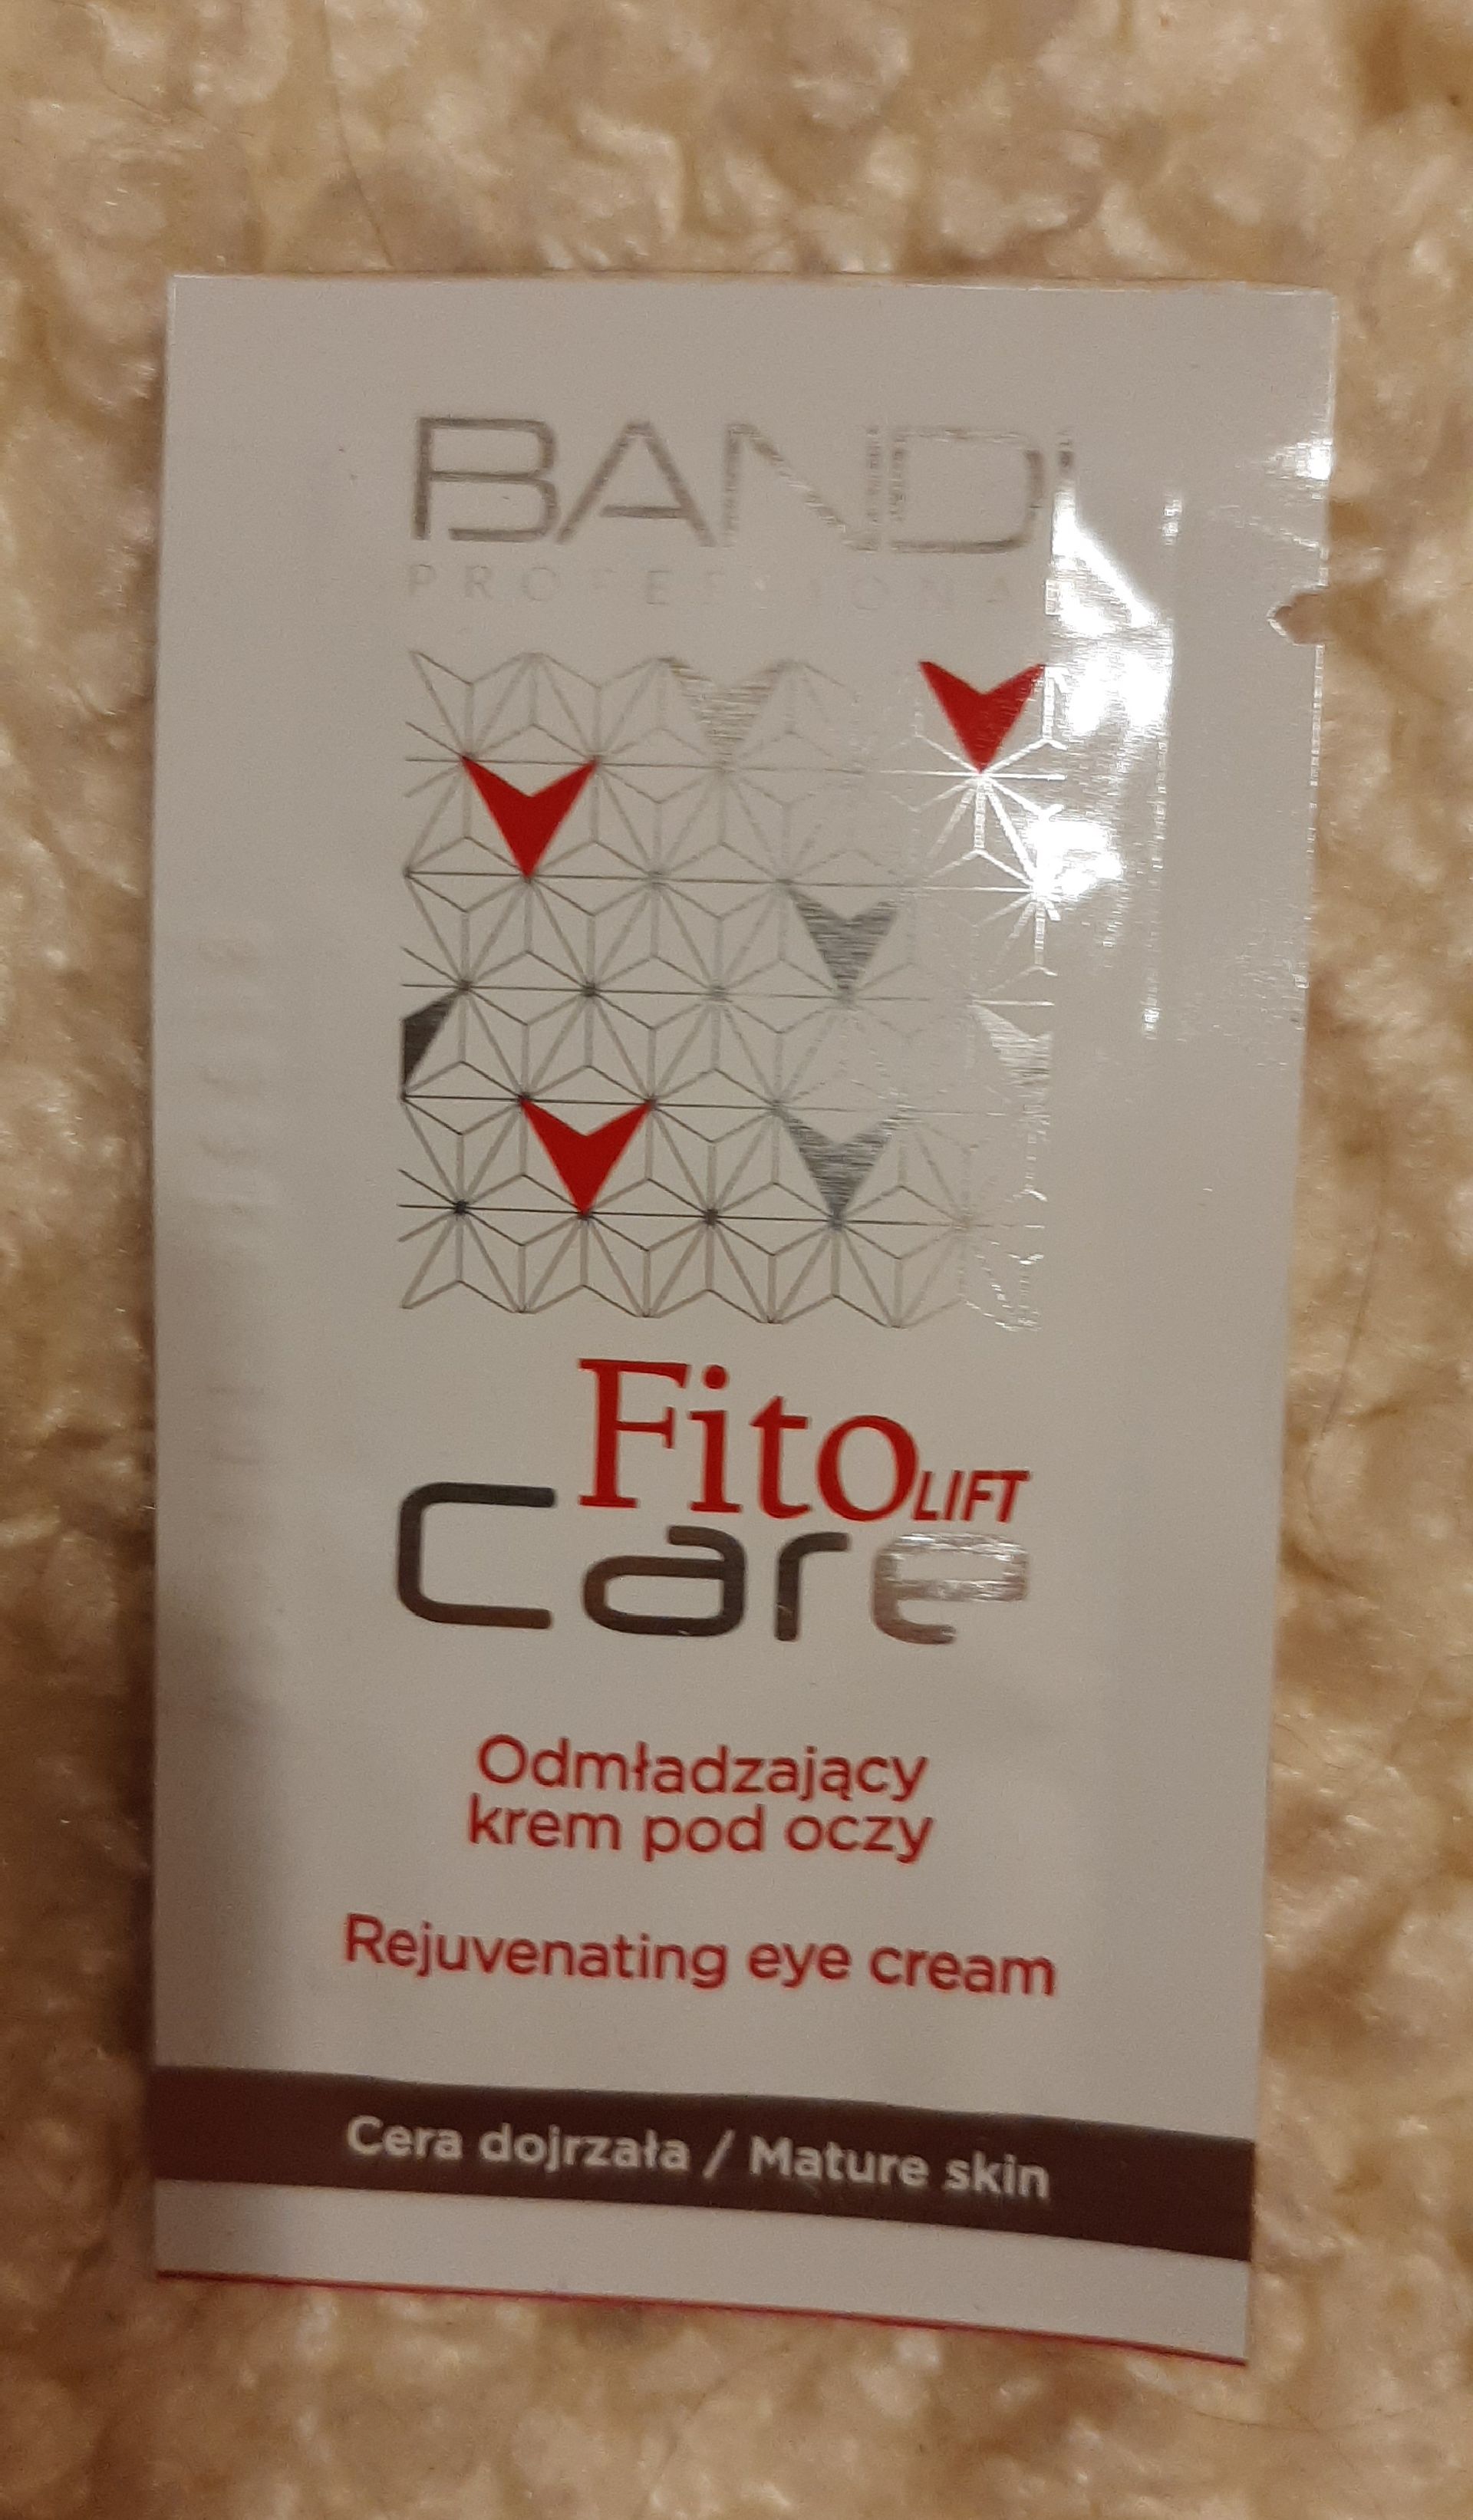 BANDI
PROFESSIONAL
Fito LIFT
Care
Odmładzający
krem pod oczy
Rejuvenating eye cream
Cera dojrzała / Mature skin